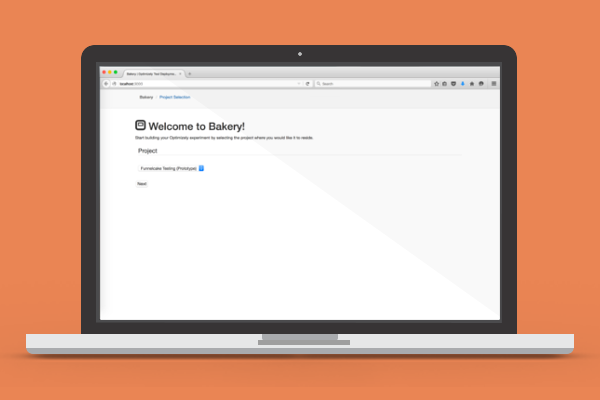 Bakery | Optimizely Test Deployme...
localhost:3000
Search
Bakery
Project Selection
Welcome to Bakery!
Start building your Optimizely experiment by selecting the project where you would like it to reside.
Project
Funnelcake Testing (Prototype)
Next